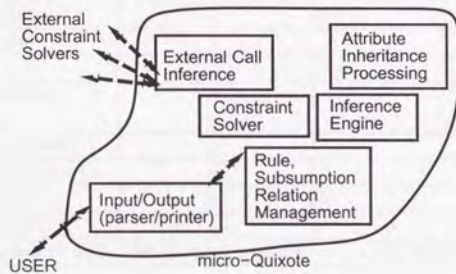 External
Constraint
Solvers
External Call
Inference
Attribute
Inheritance
Processing
Constraint
Solver
Inference
Engine
Rule,
Subsumption
Relation
Management
Input/Output
(parser/printer)
USER
micro-Quixote